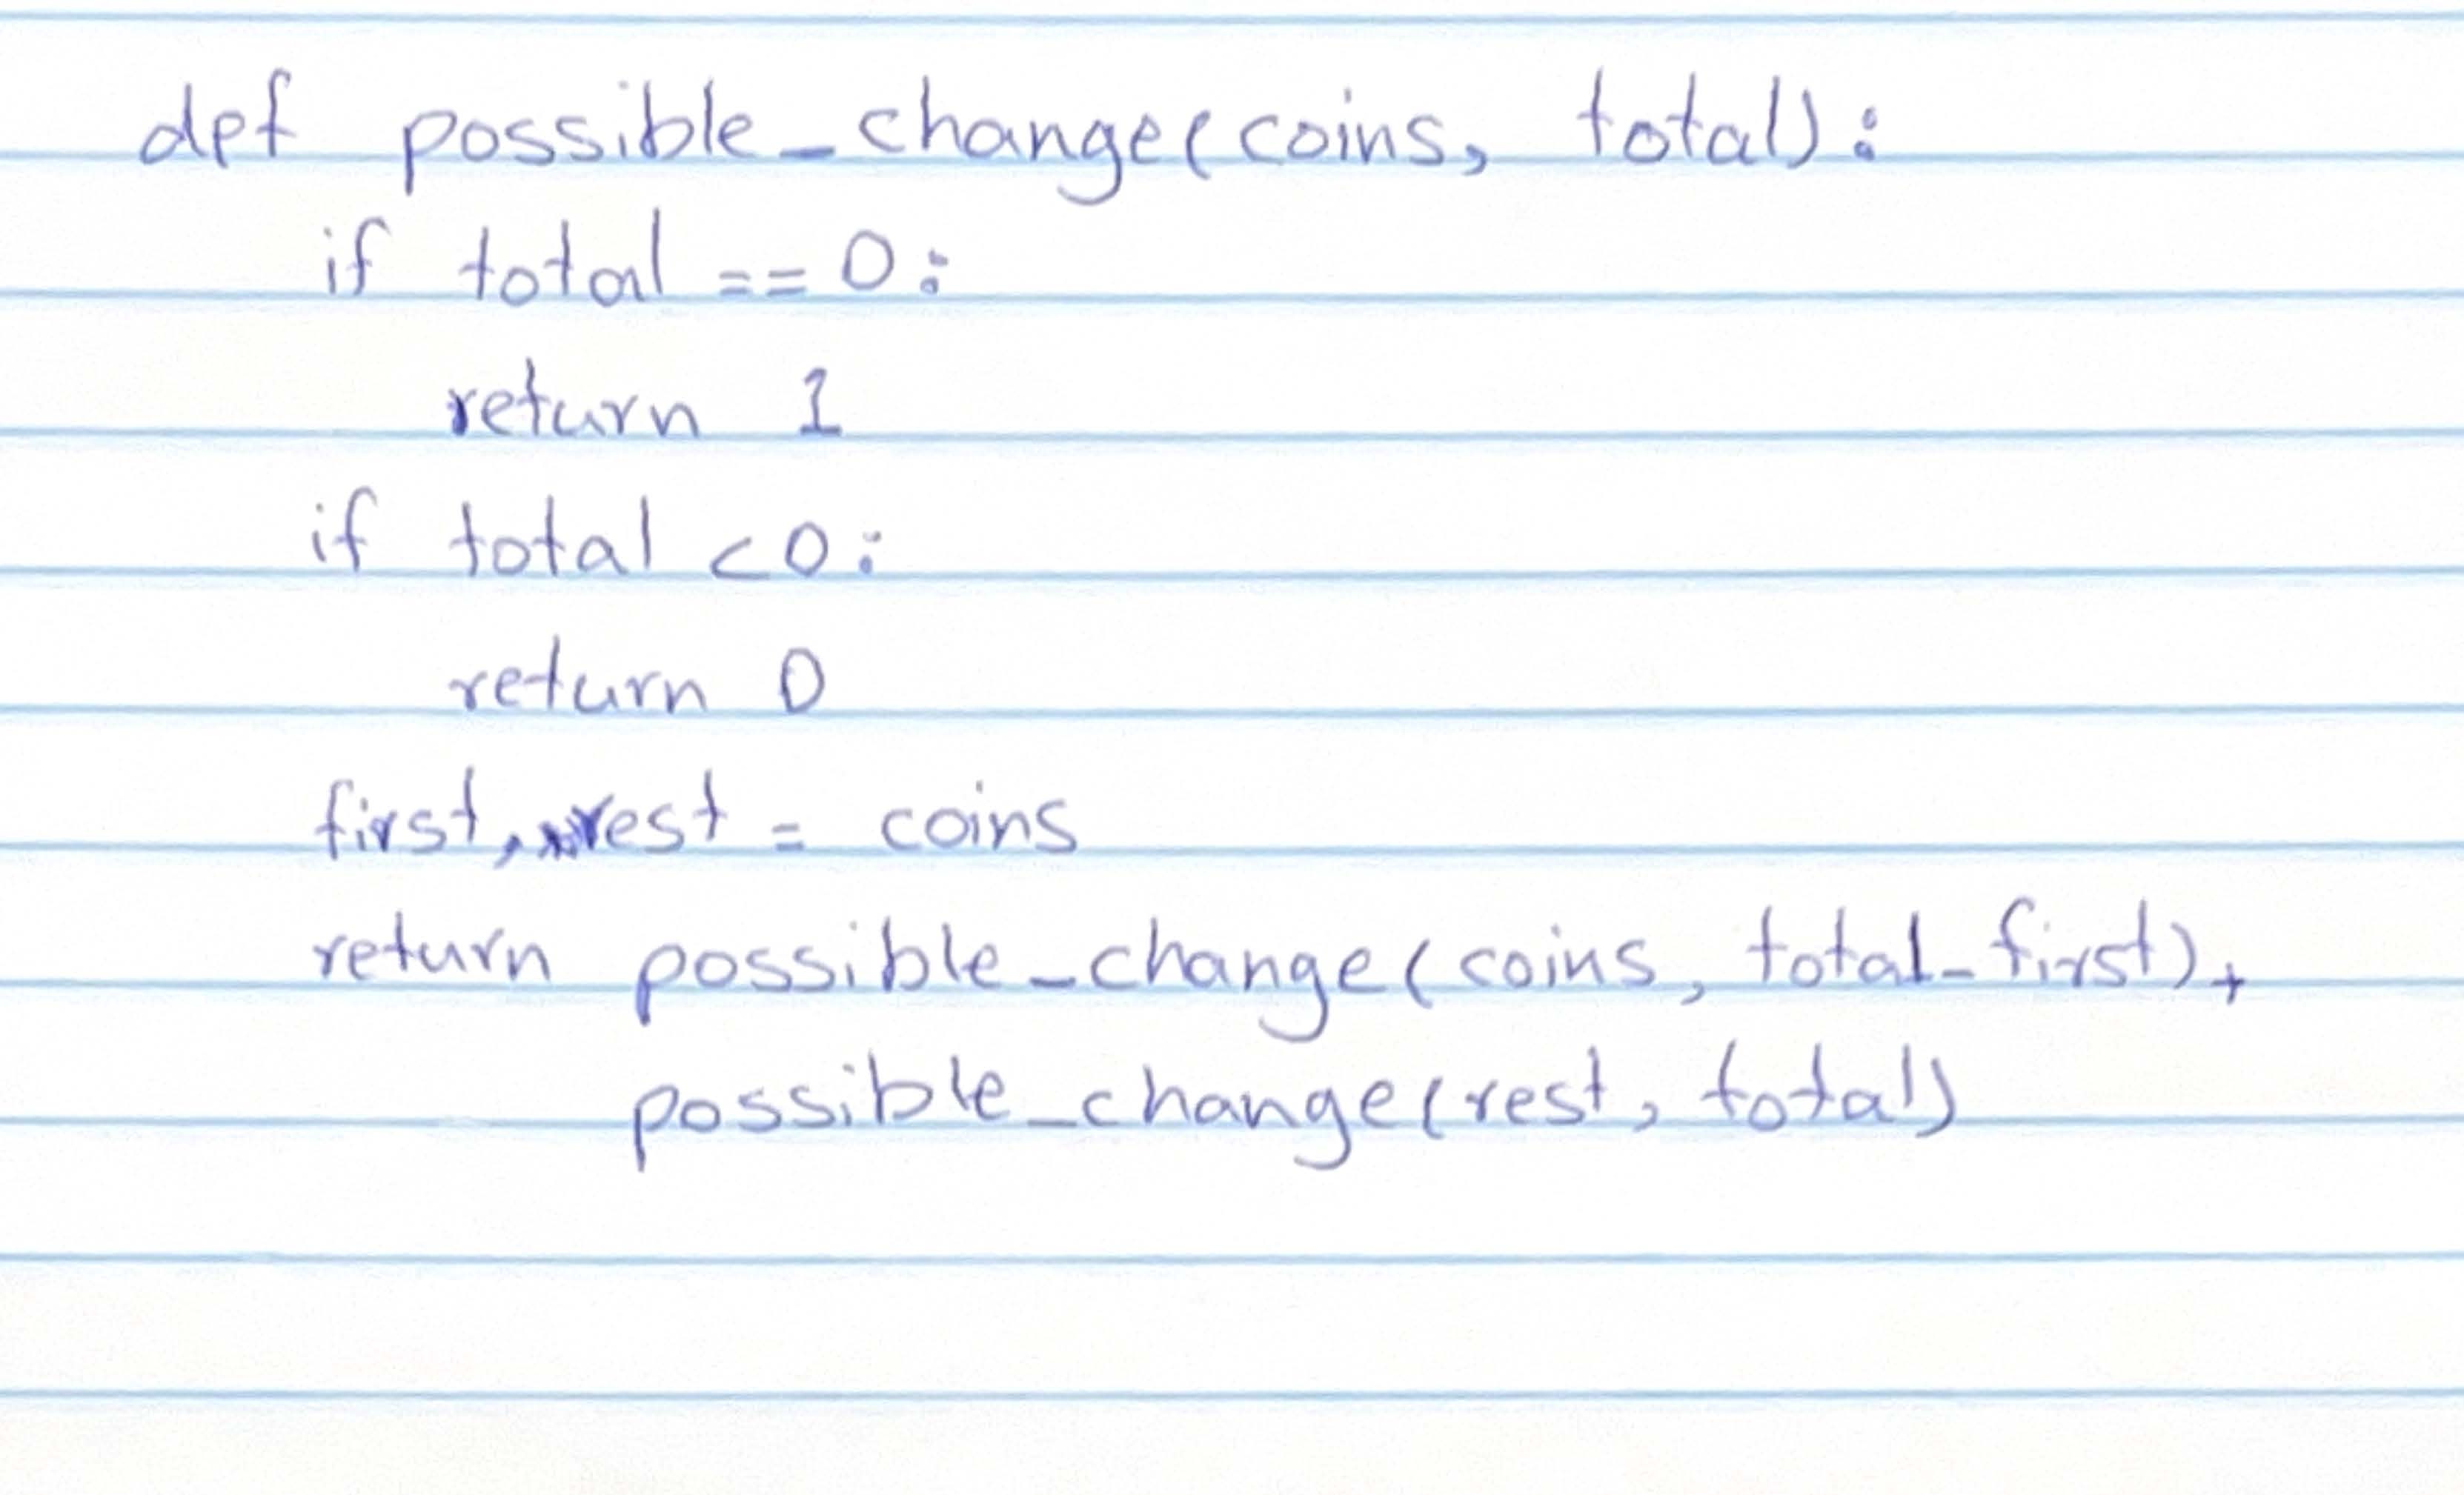 def possible_change(coins, total):
if total == 0:
return 1
if total <0:
return 0
first, rest = coins
return possible_change(coins, total-first)+
possible_change(rest, total)